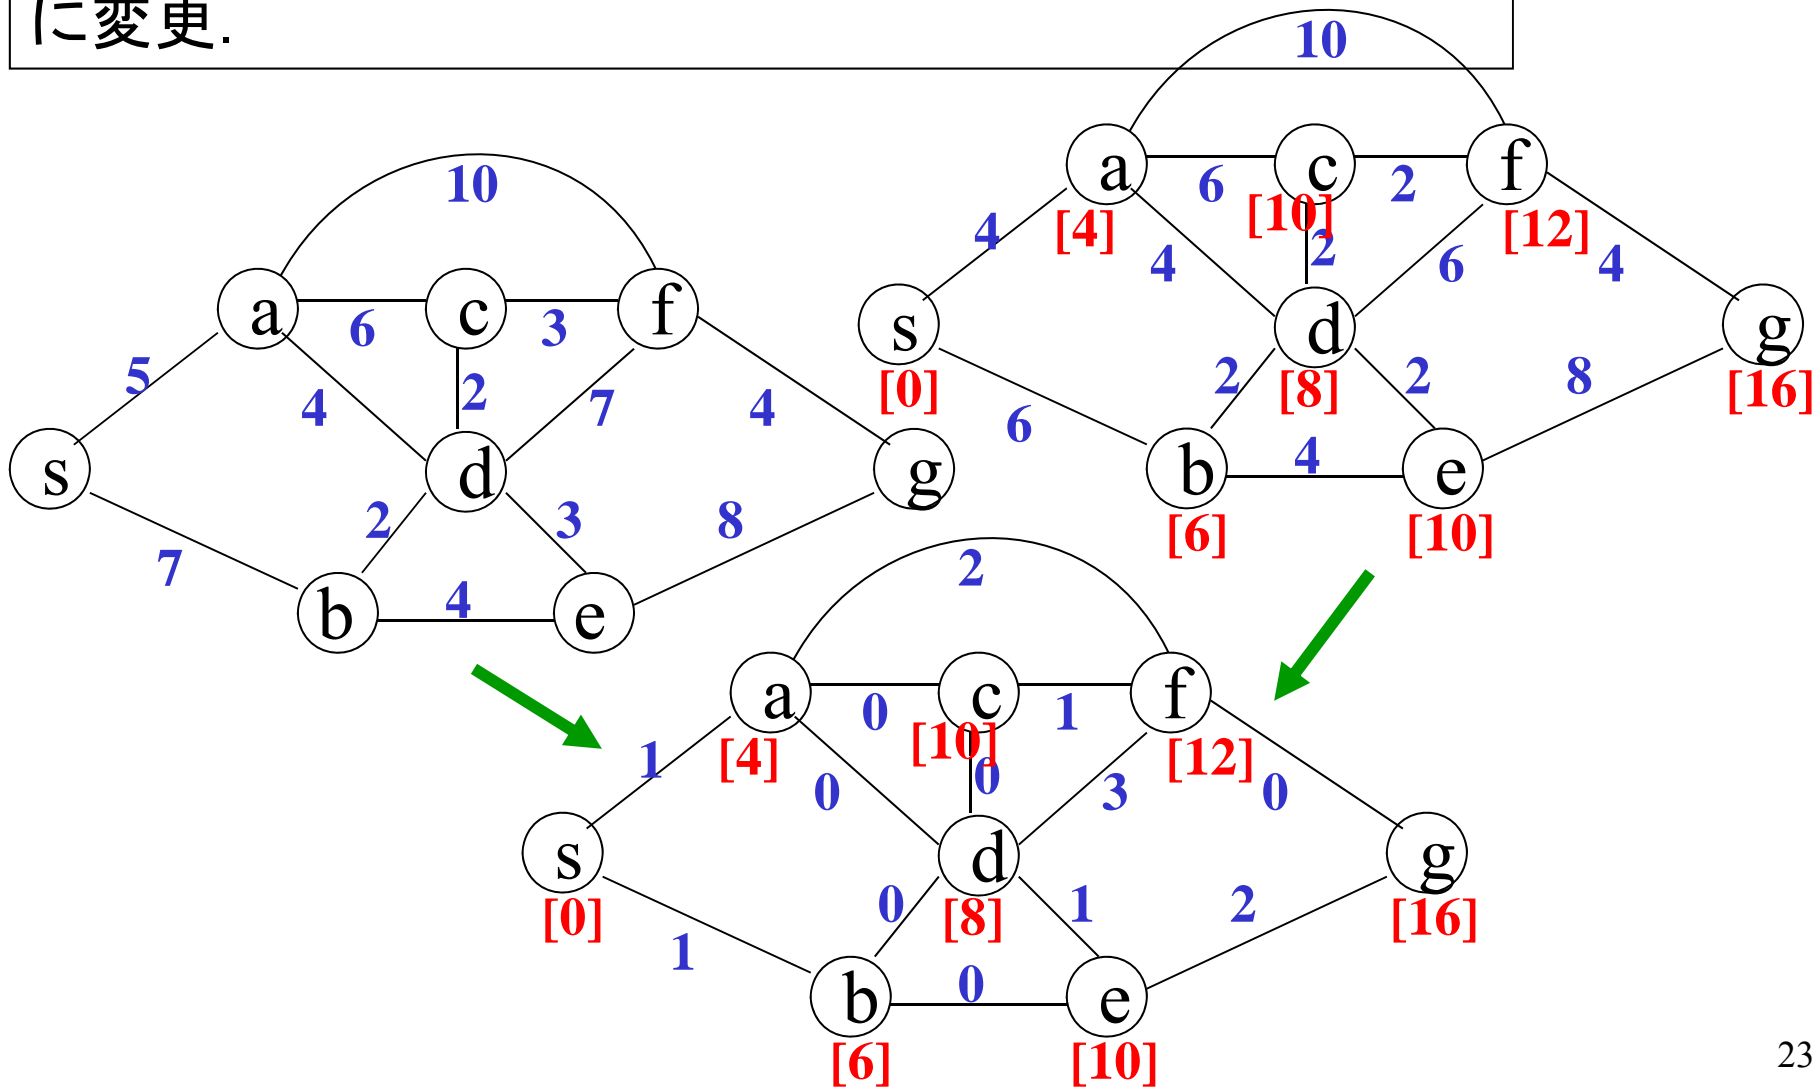 に変更.
10
a 6 c 3 f
5 4 2 7 4
s d g
7 2 3 8
b 4 e
10
a 6 c 2 f
[4] [10] [12]
4 4 2 6 4
s d g
[0] [8] [16]
6 2 2 8
b 4 e
[6] [10]
2
a 0 c 1 f
[4] [10] [12]
1 0 0 3 0
s d g
[0] [8] [16]
1 0 1 2
b 0 e
[6] [10]
23